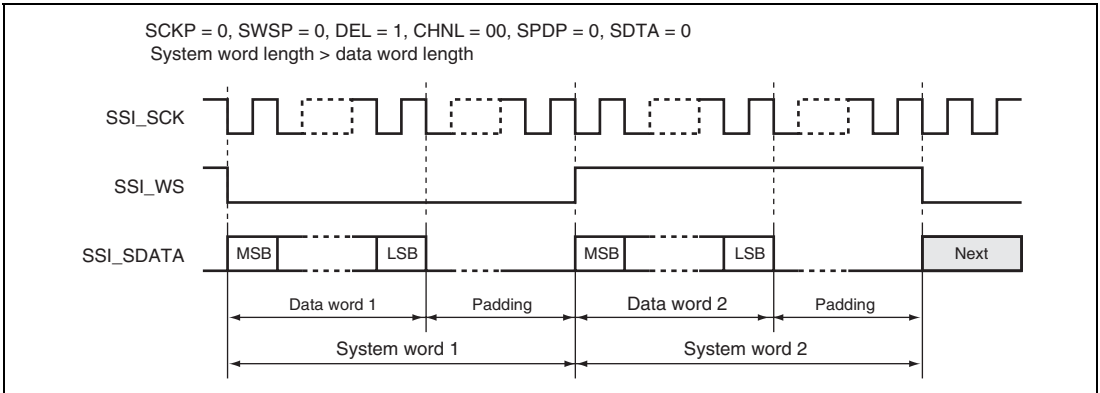 SCKP = 0, SWSP = 0, DEL = 1, CHNL = 00, SPDP = 0, SDTA = 0
System word length > data word length
SSI_SCK
SSI_WS
SSI_SDATA
MSB LSB MSB LSB Next
Data word 1 Padding Data word 2 Padding
System word 1 System word 2